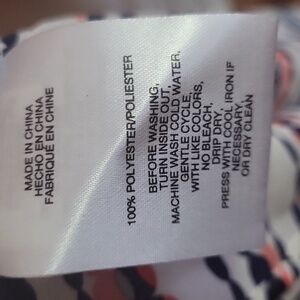 MADE IN CHINA
HECHO EN CHINA
FABRIQUÉ EN CHINE
100% POLYESTER/POLIESTER
BEFORE WASHING,
TURN INSIDE OUT,
MACHINE WASH COLD WATER,
GENTLE CYCLE,
WITH LIKE COLORS,
NO BLEACH,
DRIP DRY,
PRESS WITH COOL IRON IF
NECESSARY
OR DRY CLEAN